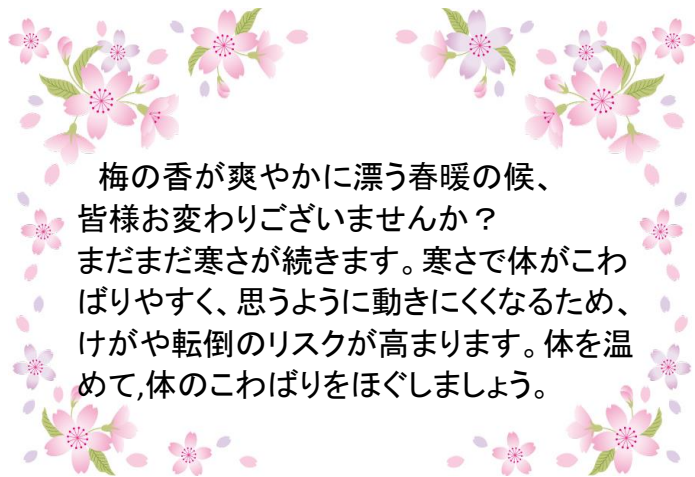 梅の香が爽やかに漂う春暖の候、
皆様お変わりございませんか？
まだまだ寒さが続きます。寒さで体がこわ
ばりやすく、思うように動きにくくなるため、
けがや転倒のリスクが高まります。体を温
めて,体のこわばりをほぐしましょう。